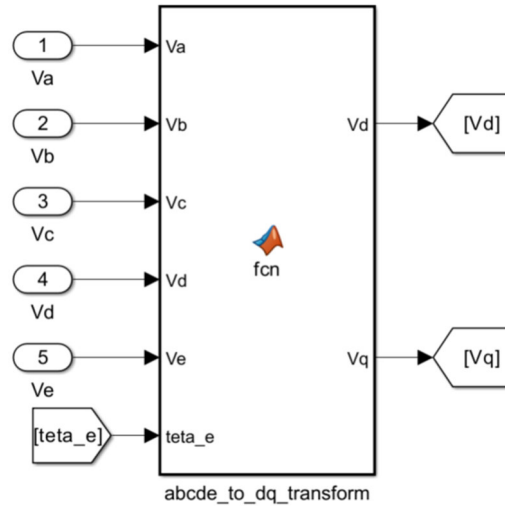 1
Va
Va
2
Vb
Vb
Vd
[Vd]
3
Vc
Vc
fcn
4
Vd
Vd
5
Ve
Ve
Vq
[Vq]
[teta_e]
teta_e
abcde_to_dq_transform